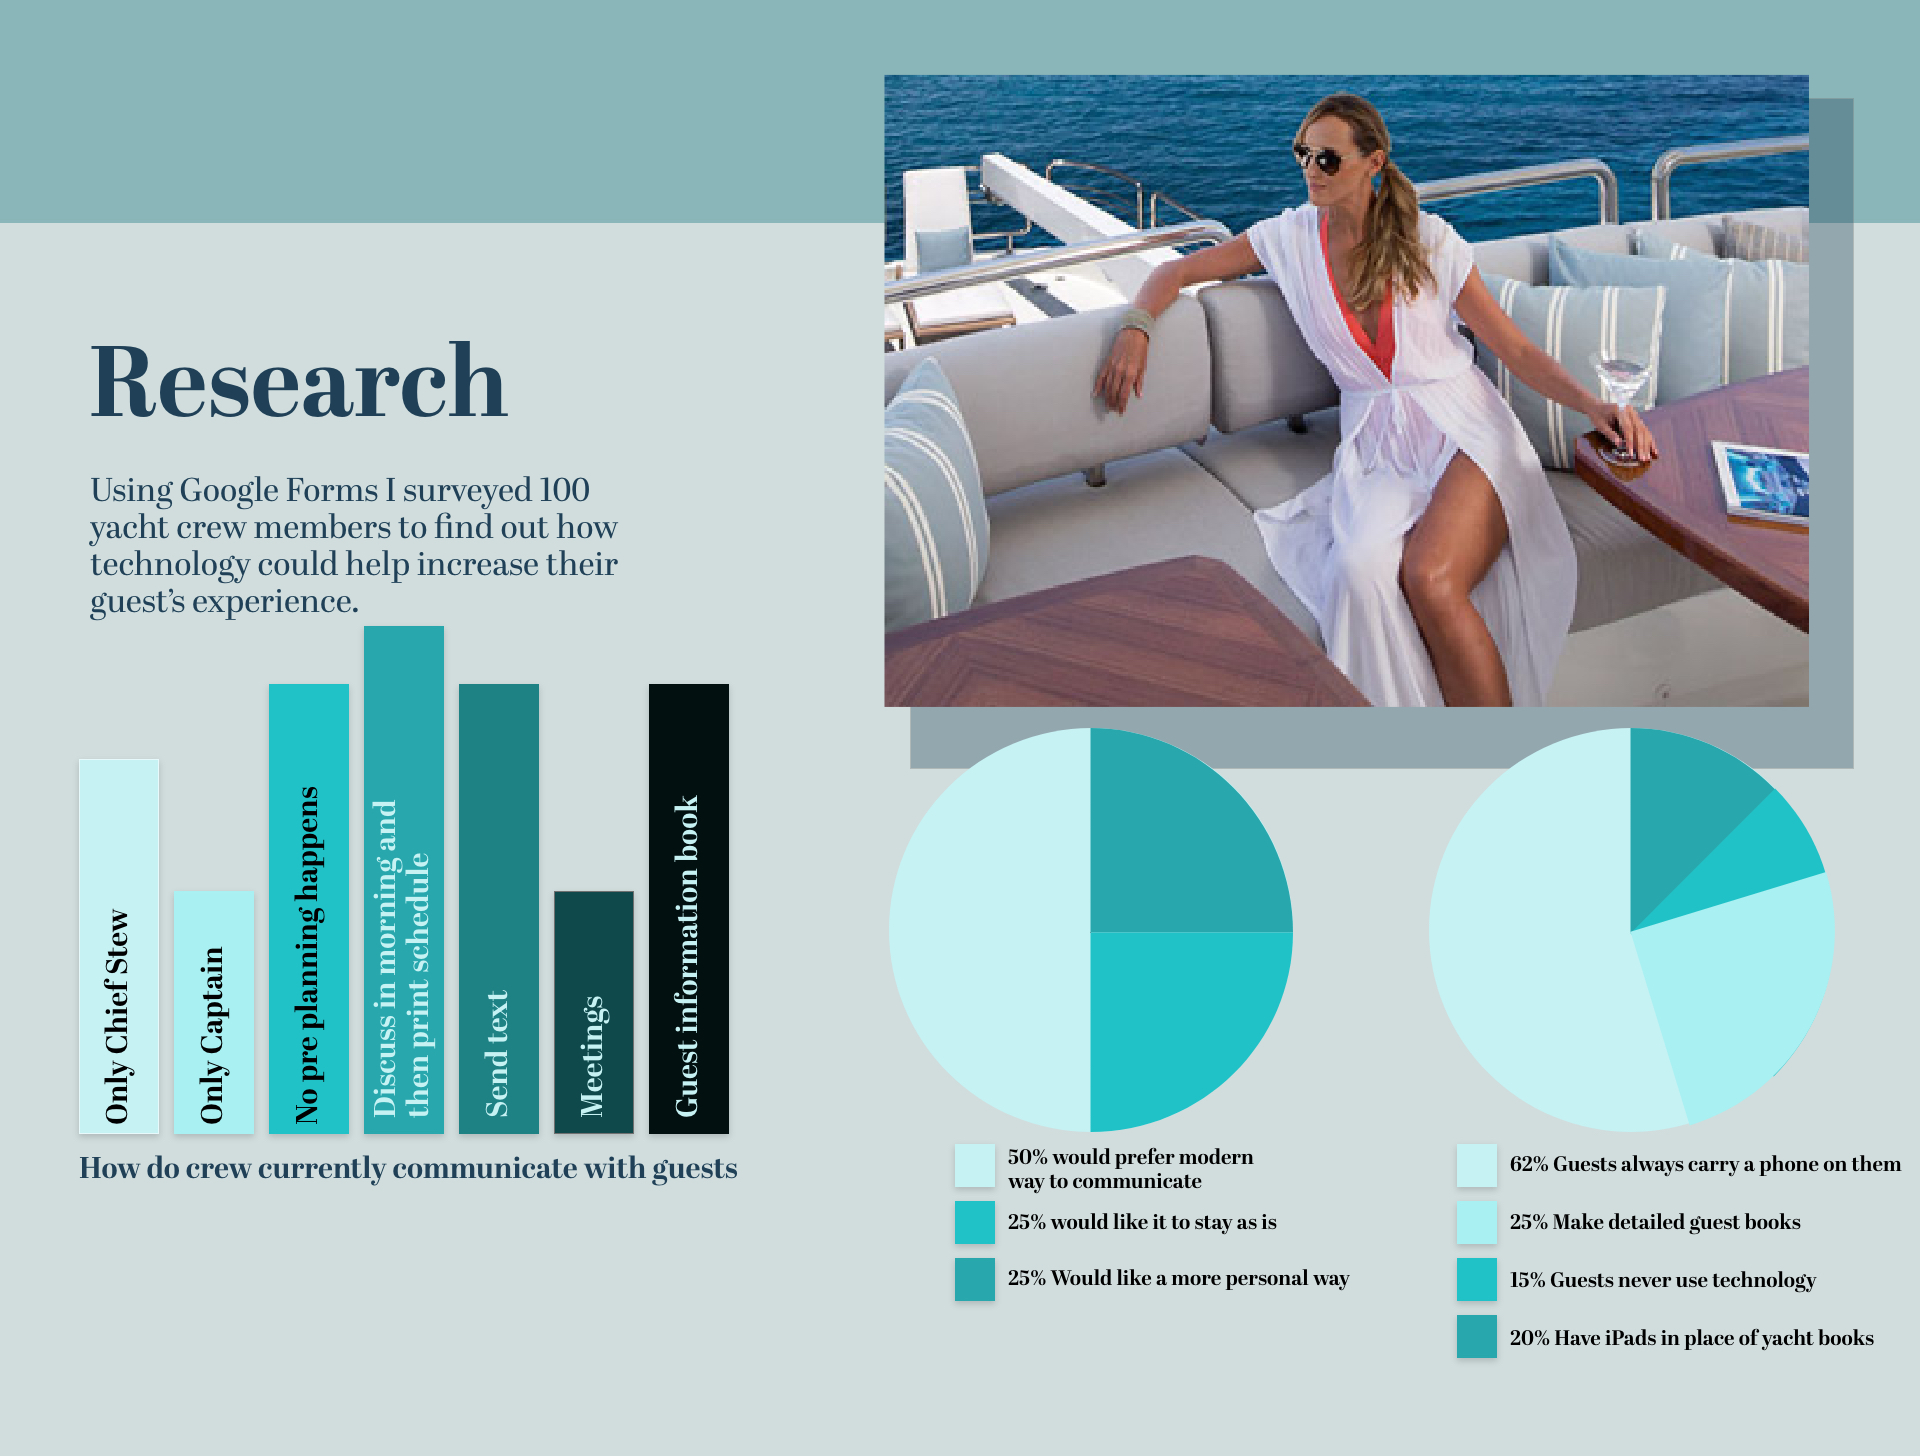 Research
Using Google Forms I surveyed 100
yacht crew members to find out how
technology could help increase their
guest's experience.
Only Chief Stew
Only Captain
No pre planning happens
Discuss in morning and
then print schedule
Send text
Meetings
Guest information book
How do crew currently communicate with guests
50% would prefer modern
way to communicate
25% would like it to stay as is
25% Would like a more personal way
62% Guests always carry a phone on them
25% Make detailed guest books
15% Guests never use technology
20% Have iPads in place of yacht books